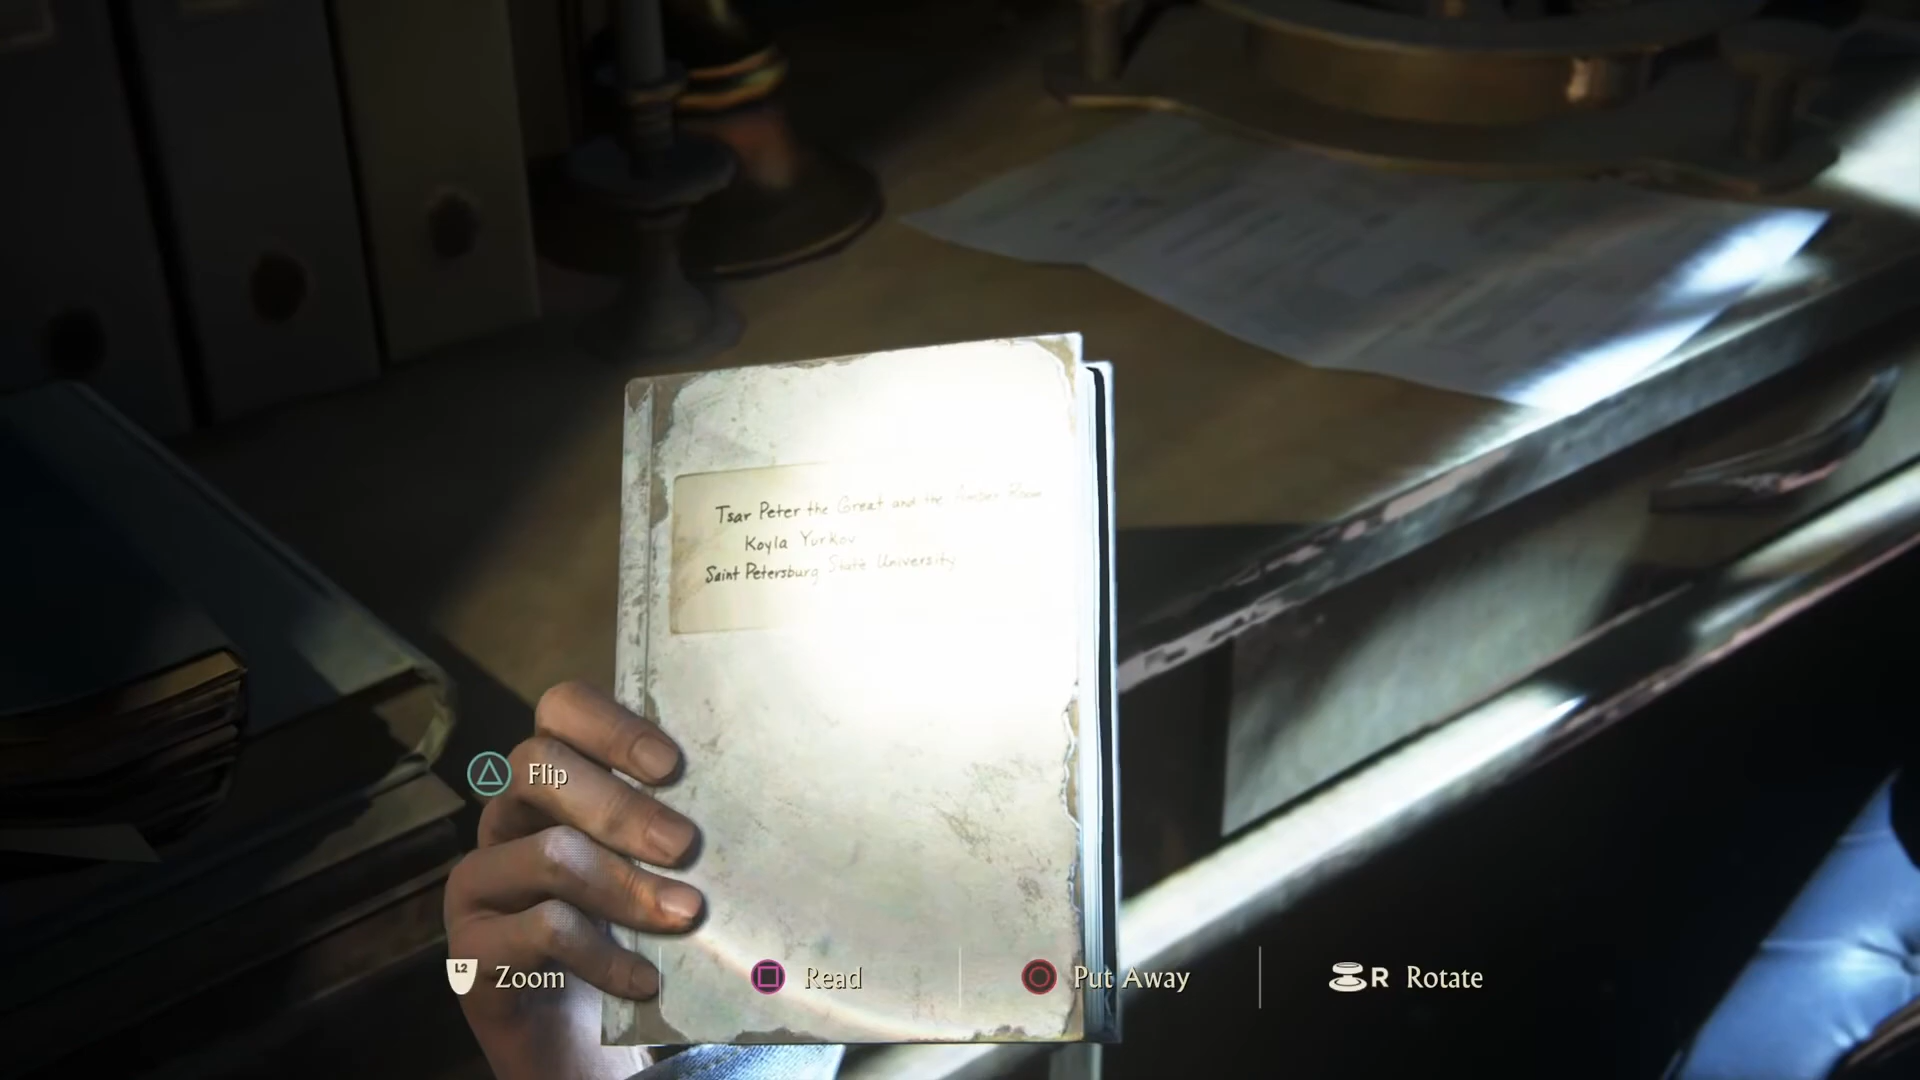 Tsar Peter the Great and the Amber Room
Koyla Yurkov
Saint Petersburg State University
Flip
L2 Zoom
Read
Put Away
R Rotate